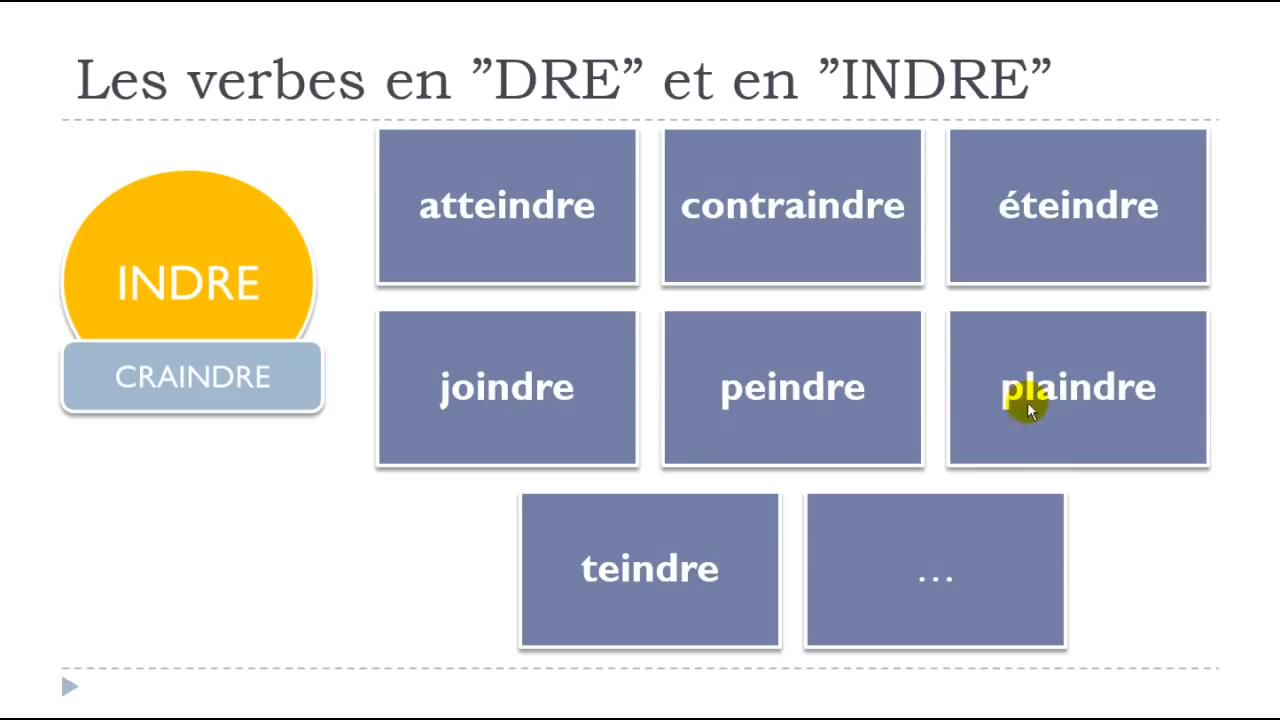 Les verbes en ”DRE” et en ”INDRE”
INDRE
CRAINDRE
atteindre
contraindre
éteindre
joindre
peindre
plaindre
teindre
...